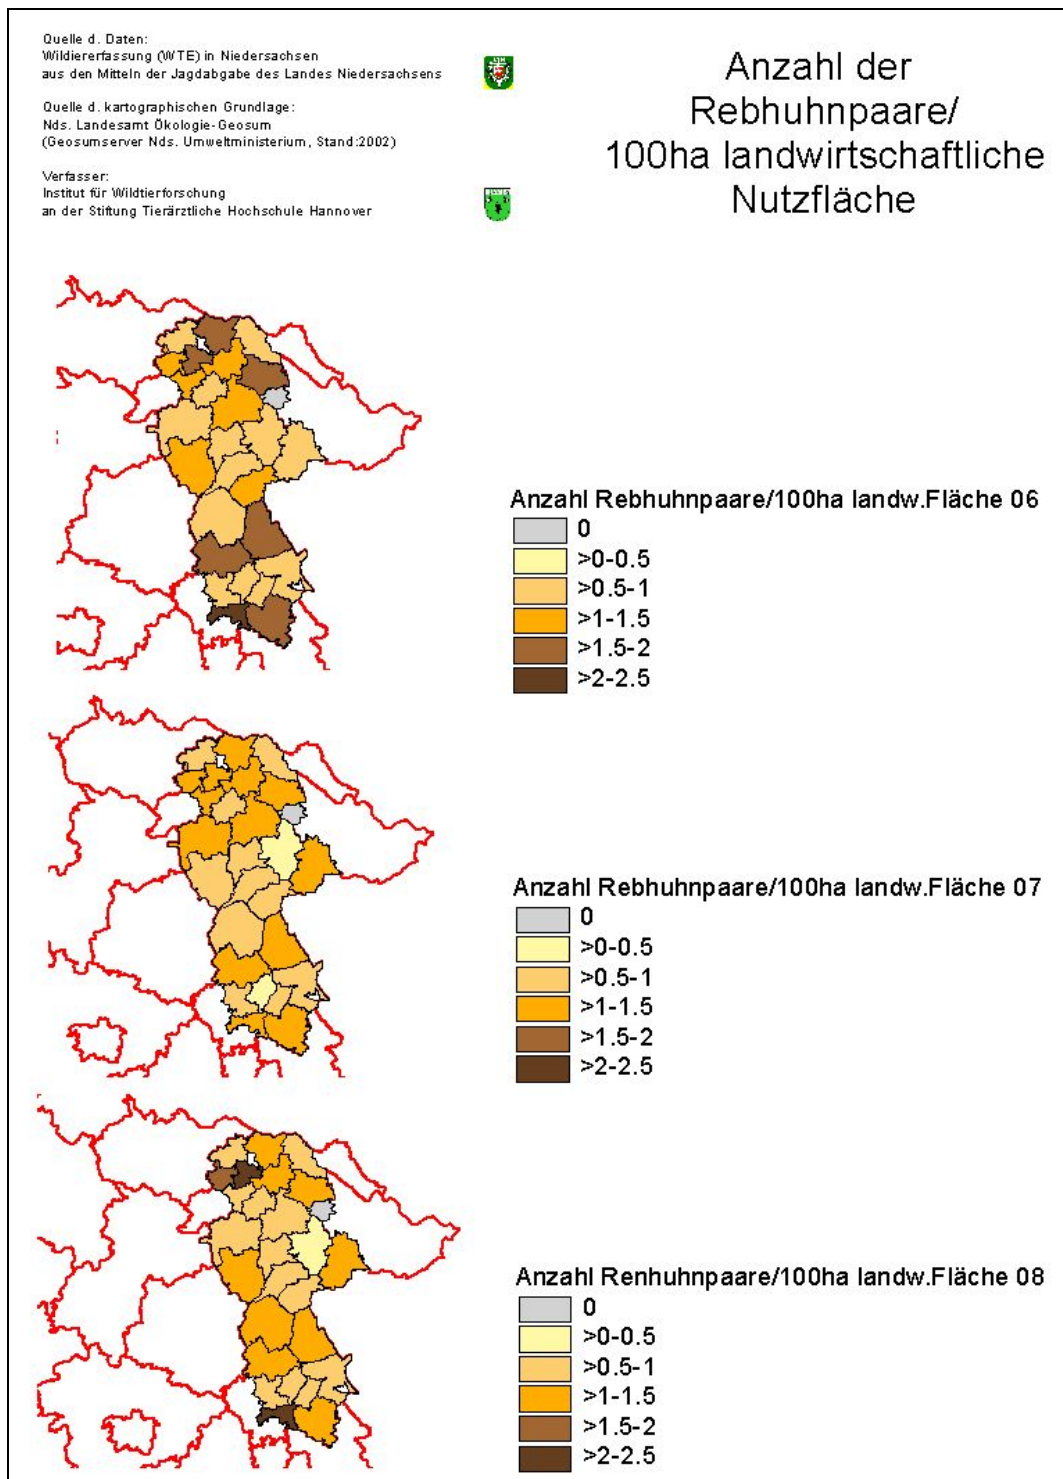 Quelle d. Daten:
Wildiererfassung (WTE) in Niedersachsen
aus den Mitteln der Jagdabgabe des Landes Niedersachsens
Quelle d. kartographischen Grundlage:
Nds. Landesamt Ökologie-Geosum
(Geosumserver Nds. Umweltministerium, Stand:2002)
Verfasser:
Institut für Wildtierforschung
an der Stiftung Tierärztliche Hochschule Hannover
Anzahl der
Rebhuhnpaare/
100ha landwirtschaftliche
Nutzfläche
Anzahl Rebhuhnpaare/100ha landw.Fläche 06
0
>0-0.5
>0.5-1
>1-1.5
>1.5-2
>2-2.5
Anzahl Rebhuhnpaare/100ha landw.Fläche 07
0
>0-0.5
>0.5-1
>1-1.5
>1.5-2
>2-2.5
Anzahl Renhuhnpaare/100ha landw.Fläche 08
0
>0-0.5
>0.5-1
>1-1.5
>1.5-2
>2-2.5